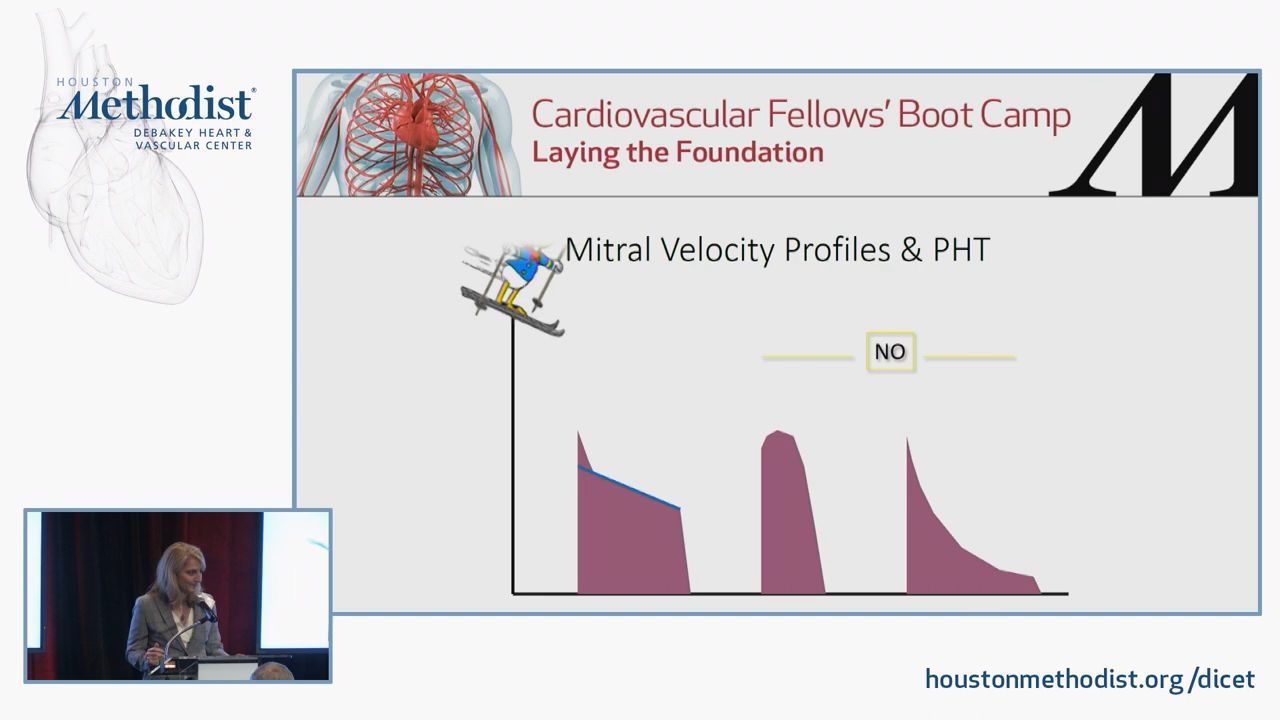 HOUSTON
Methodist®
DEBAKEY HEART &
VASCULAR CENTER
Cardiovascular Fellows' Boot Camp
Laying the Foundation
M
Mitral Velocity Profiles & PHT
NO
houstonmethodist.org/dicet